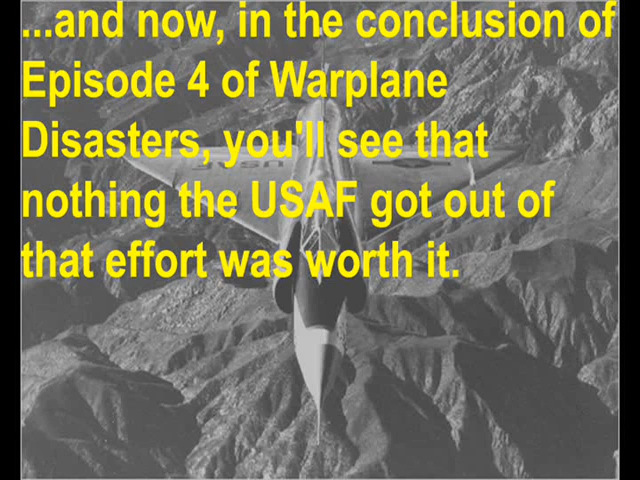 ...and now, in the conclusion of
Episode 4 of Warplane
Disasters, you'll see that
nothing the USAF got out of
that effort was worth it.